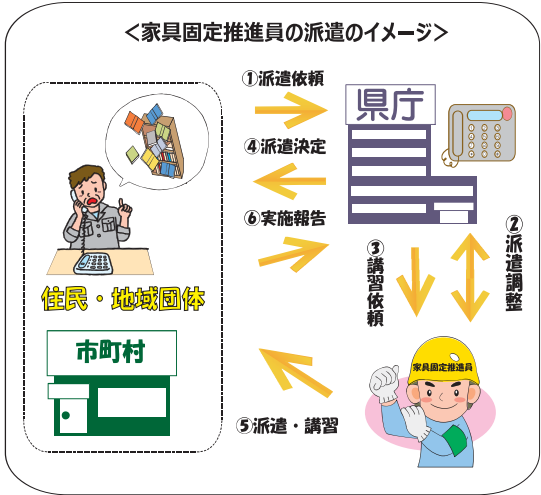 ＜家具固定推進員の派遣のイメージ＞
①派遣依頼
県庁
④派遣決定
⑥実施報告
②派遣調整
③講習依頼
住民・地域団体
市町村
家具固定推進員
⑤派遣・講習